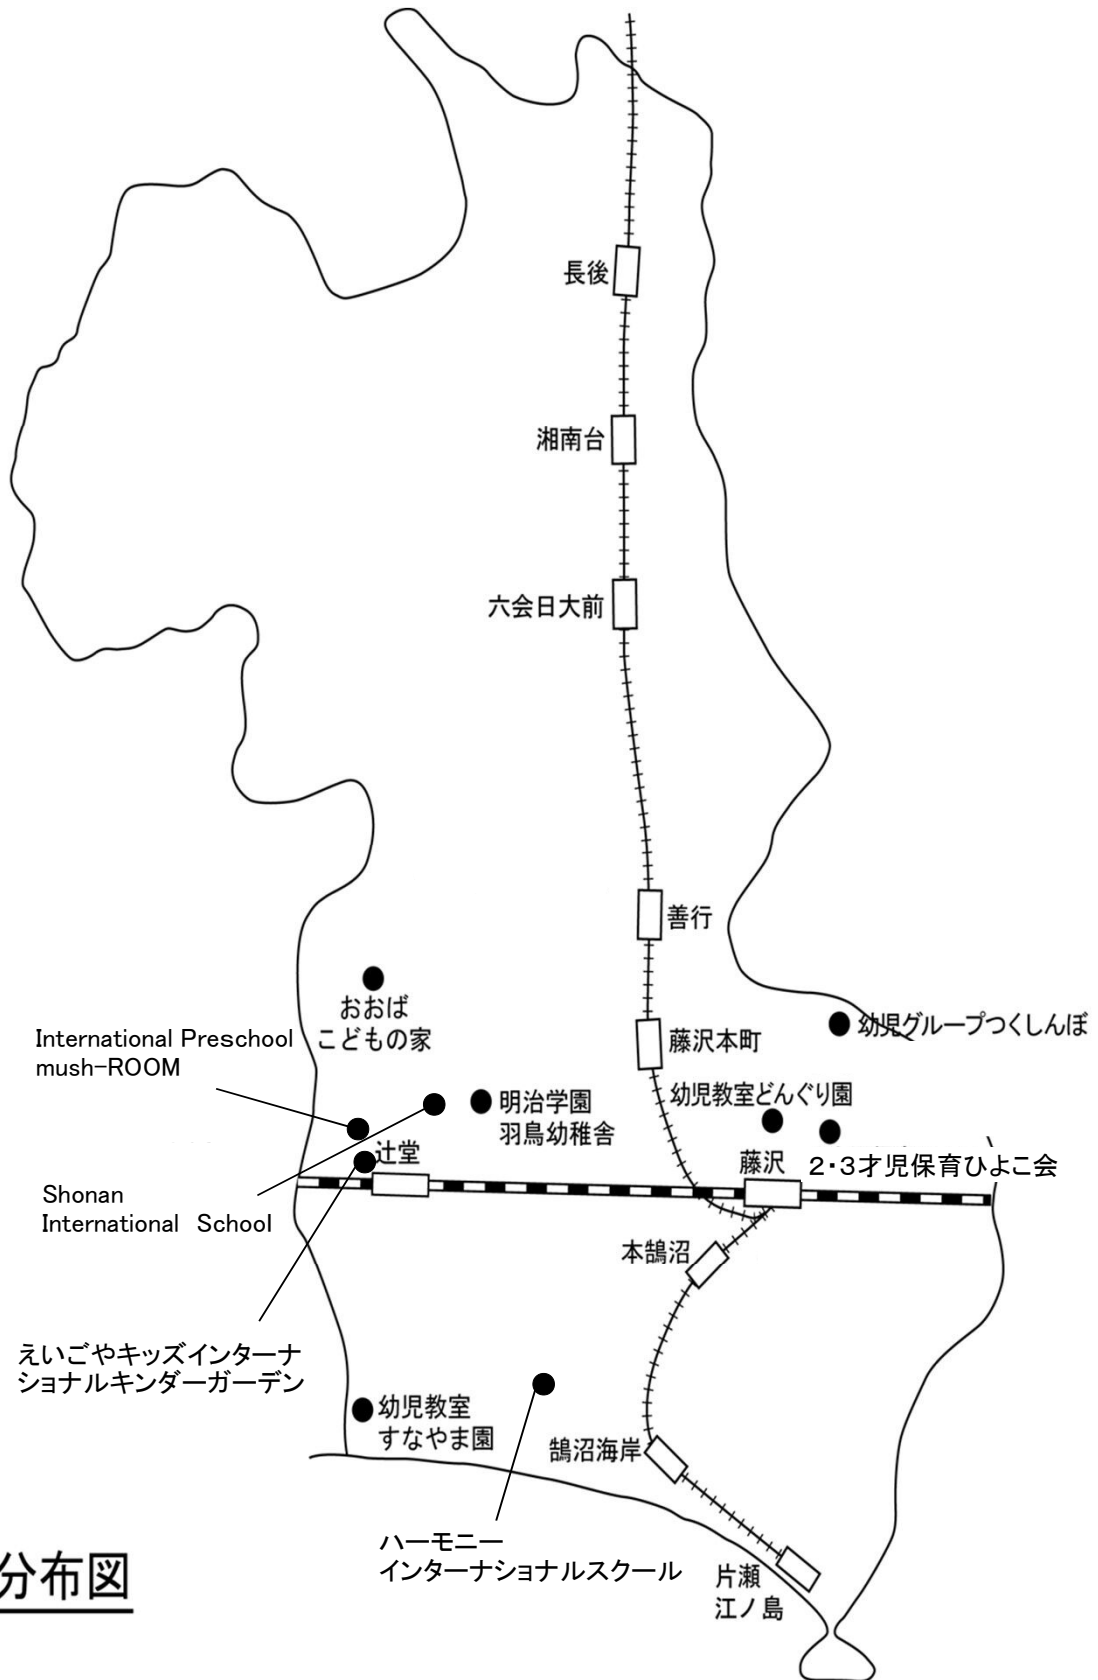 長後
湘南台
六会日大前
善行
おおば
こどもの家
幼児グループつくしんぼ
International Preschool
mush-ROOM
藤沢本町
幼児教室どんぐり園
明治学園
羽鳥幼稚舎
辻堂
藤沢
2・3才児保育ひよこ会
Shonan
International School
本鵠沼
えいごやキッズインターナ
ショナルキンダーガーデン
幼児教室
すなやま園
鵠沼海岸
ハーモニー
インターナショナルスクール
片瀬
江ノ島
分布図